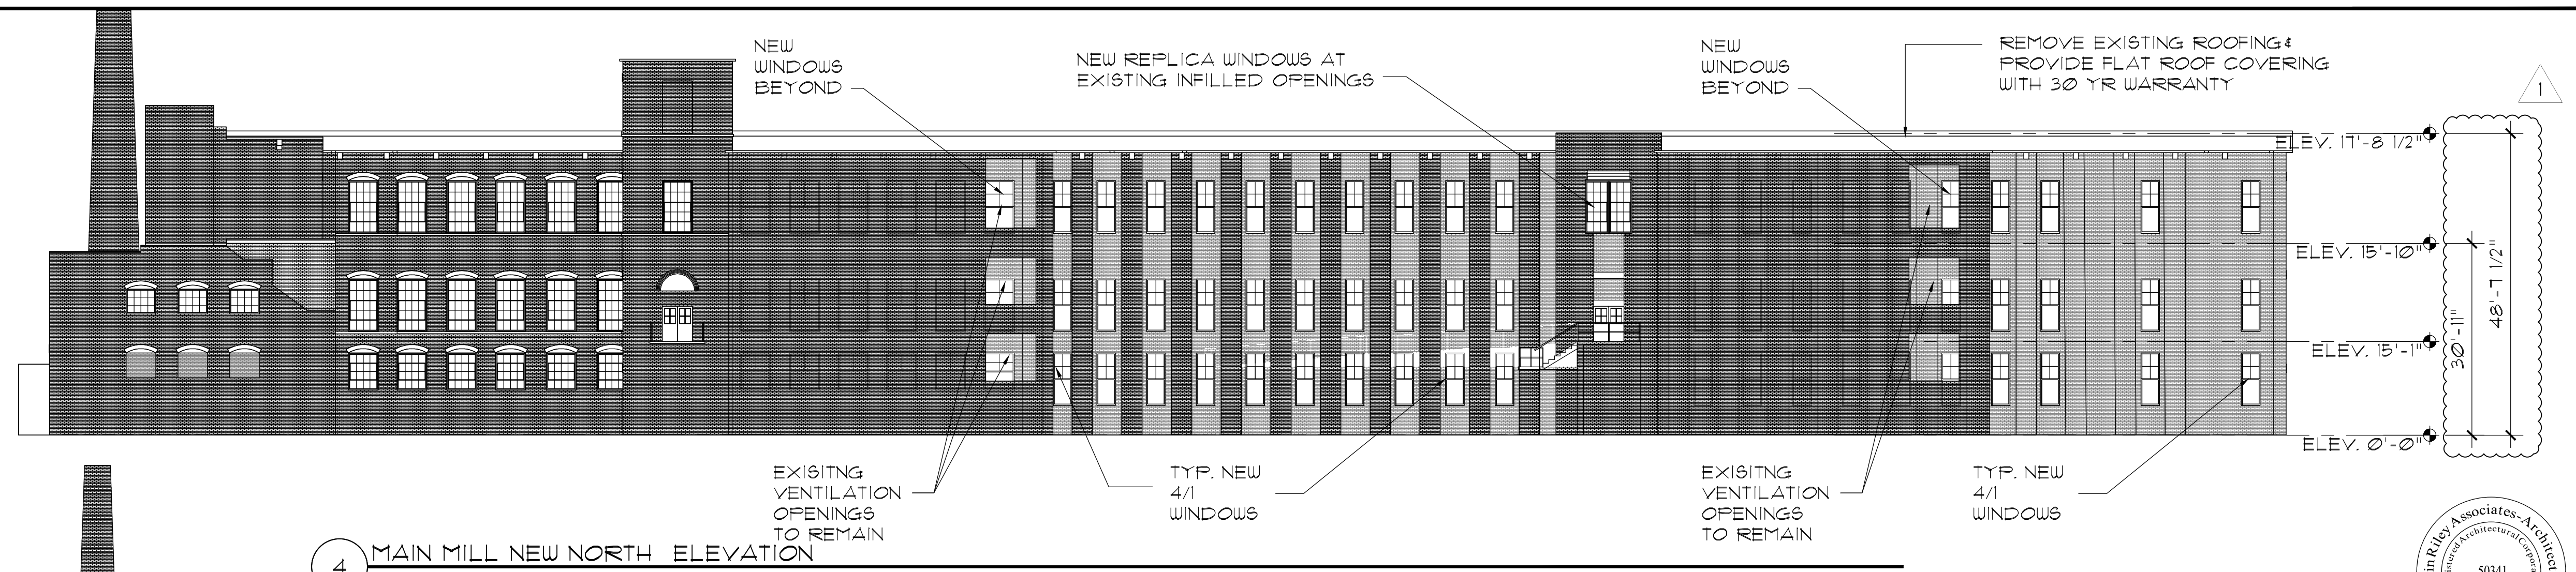 NEW
WINDOWS
BEYOND
NEW REPLICA WINDOWS AT
EXISTING INFILLED OPENINGS
NEW
WINDOWS
BEYOND
REMOVE EXISTING ROOFING &
PROVIDE FLAT ROOF COVERING
WITH 30 YR WARRANTY
1
ELEV. 17'-8 1/2"
ELEV. 15'-10"
ELEV. 15'-1"
ELEV. 0'-0"
30'-11"
48'-7 1/2"
EXISITNG
VENTILATION
OPENINGS
TO REMAIN
TYP. NEW
4/1
WINDOWS
EXISITNG
VENTILATION
OPENINGS
TO REMAIN
TYP. NEW
4/1
WINDOWS
4
MAIN MILL NEW NORTH ELEVATION
Riley Associates-Architect
Architectural
50341